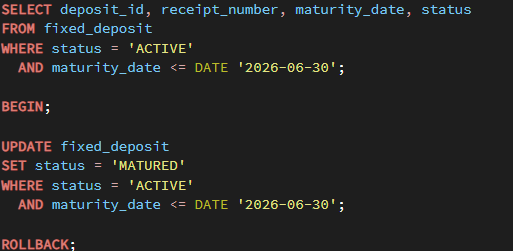 SELECT deposit_id, receipt_number, maturity_date, status
FROM fixed_deposit
WHERE status = 'ACTIVE'
  AND maturity_date <= DATE '2026-06-30';

BEGIN;

UPDATE fixed_deposit
SET status = 'MATURED'
WHERE status = 'ACTIVE'
  AND maturity_date <= DATE '2026-06-30';

ROLLBACK;